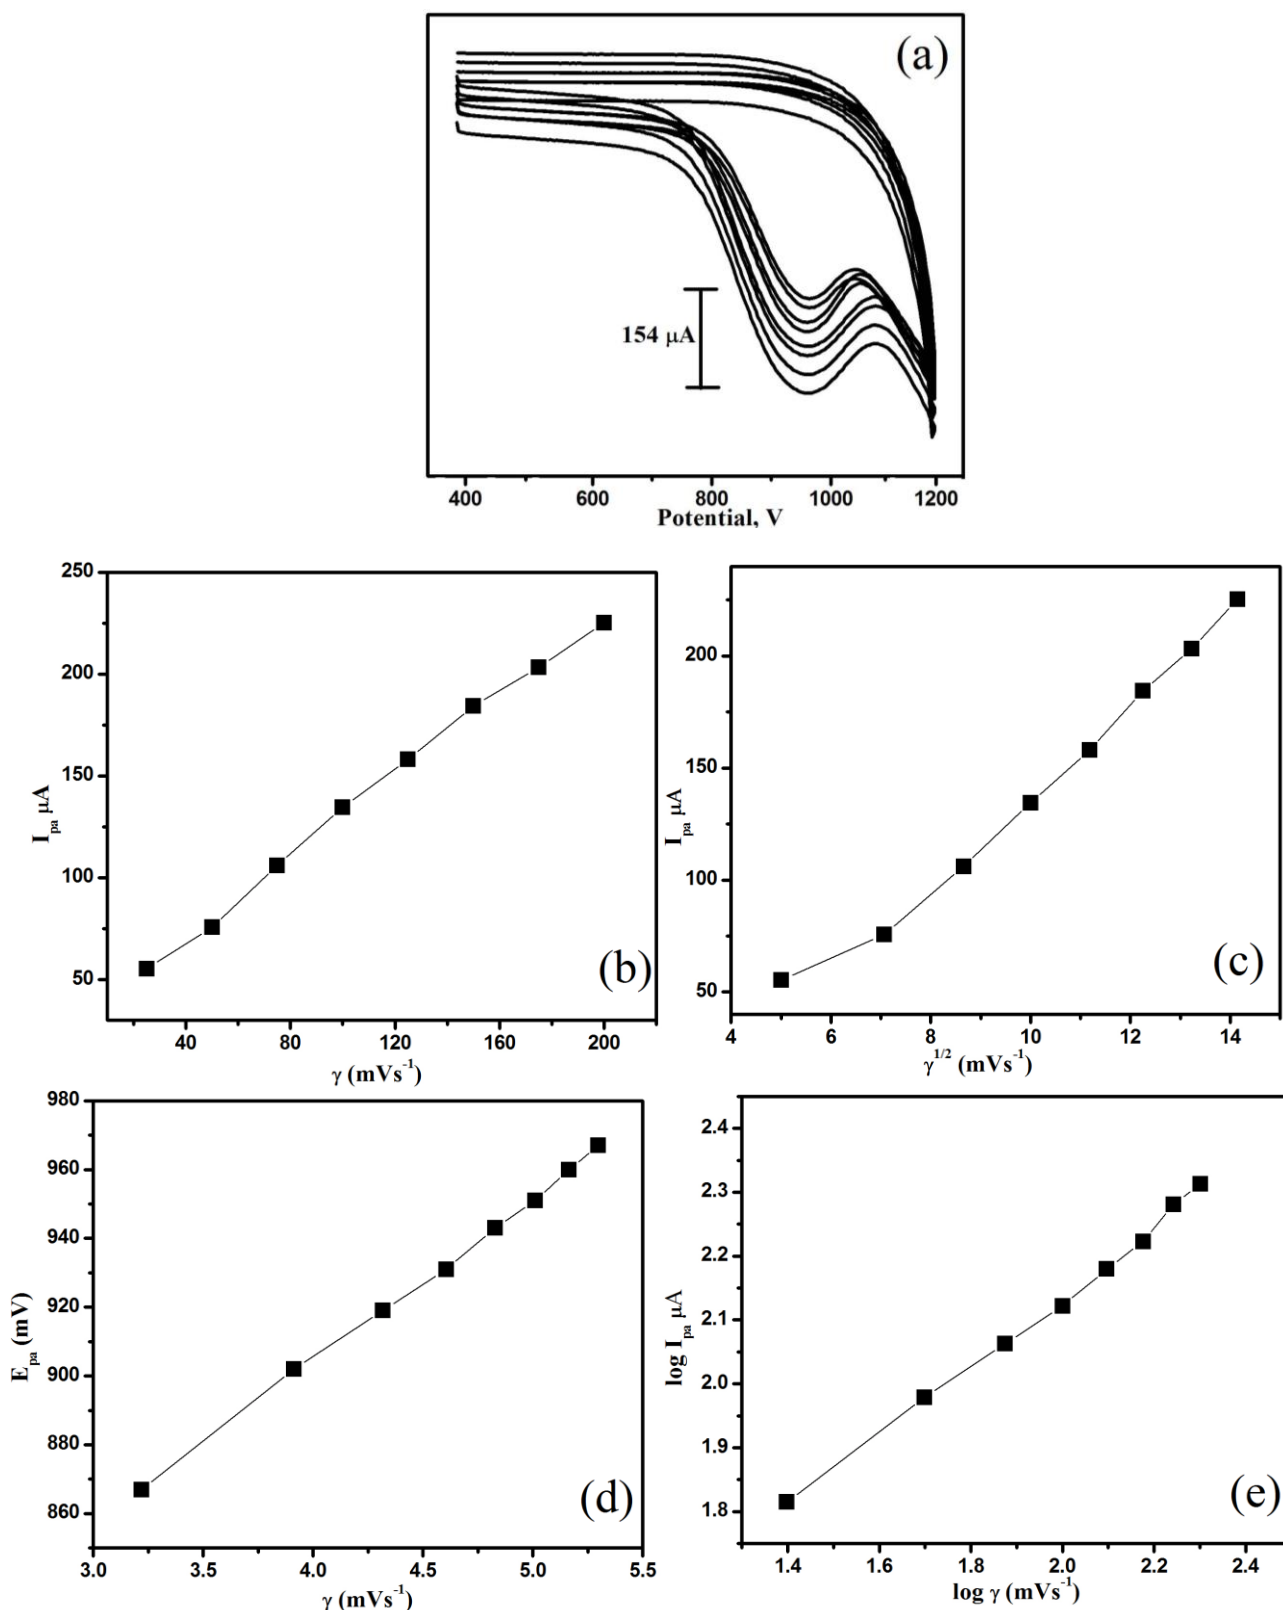 (a)
154 μA
400 600 800 1000 1200
Potential, V
250
200
150
100
50
I_pa μA
(b)
40 80 120 160 200
γ (mVs⁻¹)
200
150
100
50
I_pa μA
(c)
4 6 8 10 12 14
γ^1/2 (mVs⁻¹)
980
960
940
920
900
880
860
E_pa (mV)
(d)
3.0 3.5 4.0 4.5 5.0 5.5
γ (mVs⁻¹)
2.4
2.3
2.2
2.1
2.0
1.9
1.8
log I_pa μA
(e)
1.4 1.6 1.8 2.0 2.2 2.4
log γ (mVs⁻¹)